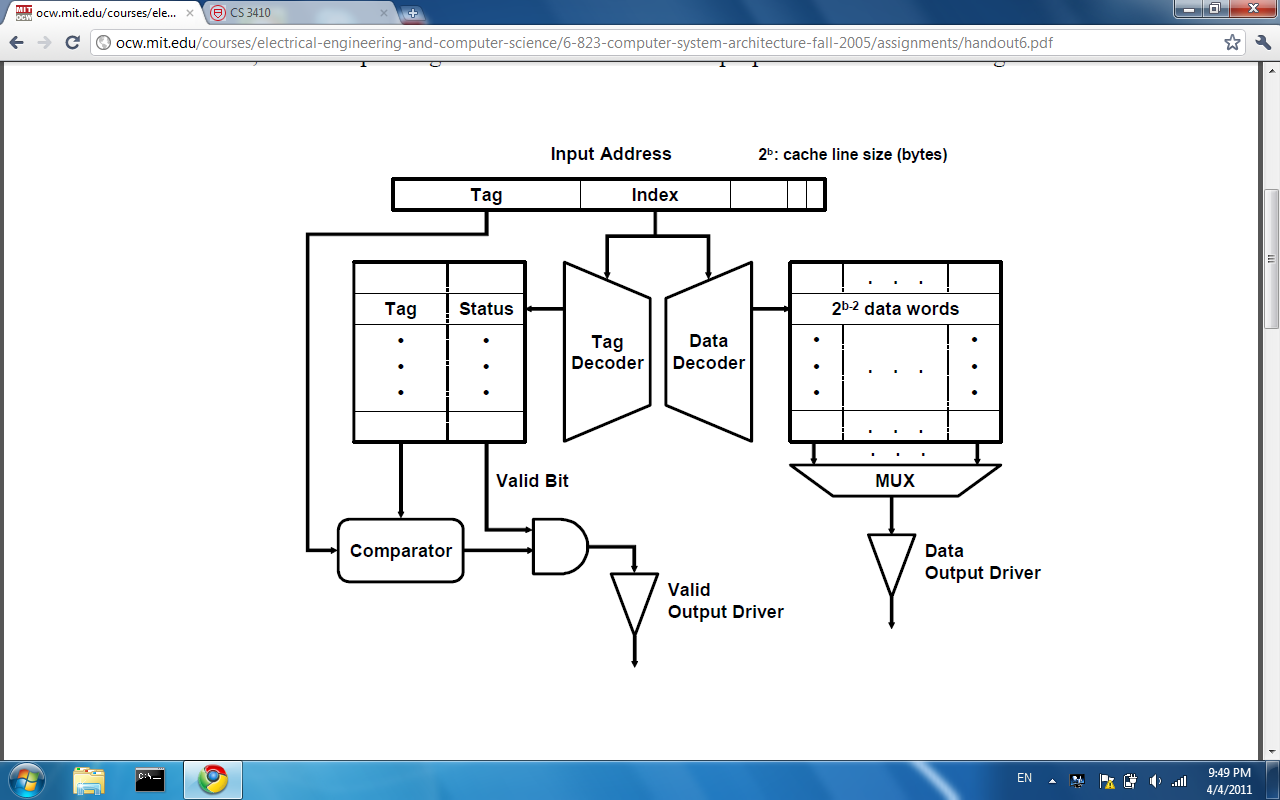 ocw.mit.edu/courses/ele...
CS 3410
ocw.mit.edu/courses/electrical-engineering-and-computer-science/6-823-computer-system-architecture-fall-2005/assignments/handout6.pdf
Input Address
2ᵇ: cache line size (bytes)
Tag
Index
Tag
Status
Tag
Decoder
Data
Decoder
. . .
2ᵇ⁻² data words
. . .
. . .
. . .
Valid Bit
MUX
Comparator
Data
Output Driver
Valid
Output Driver
EN
9:49 PM
4/4/2011